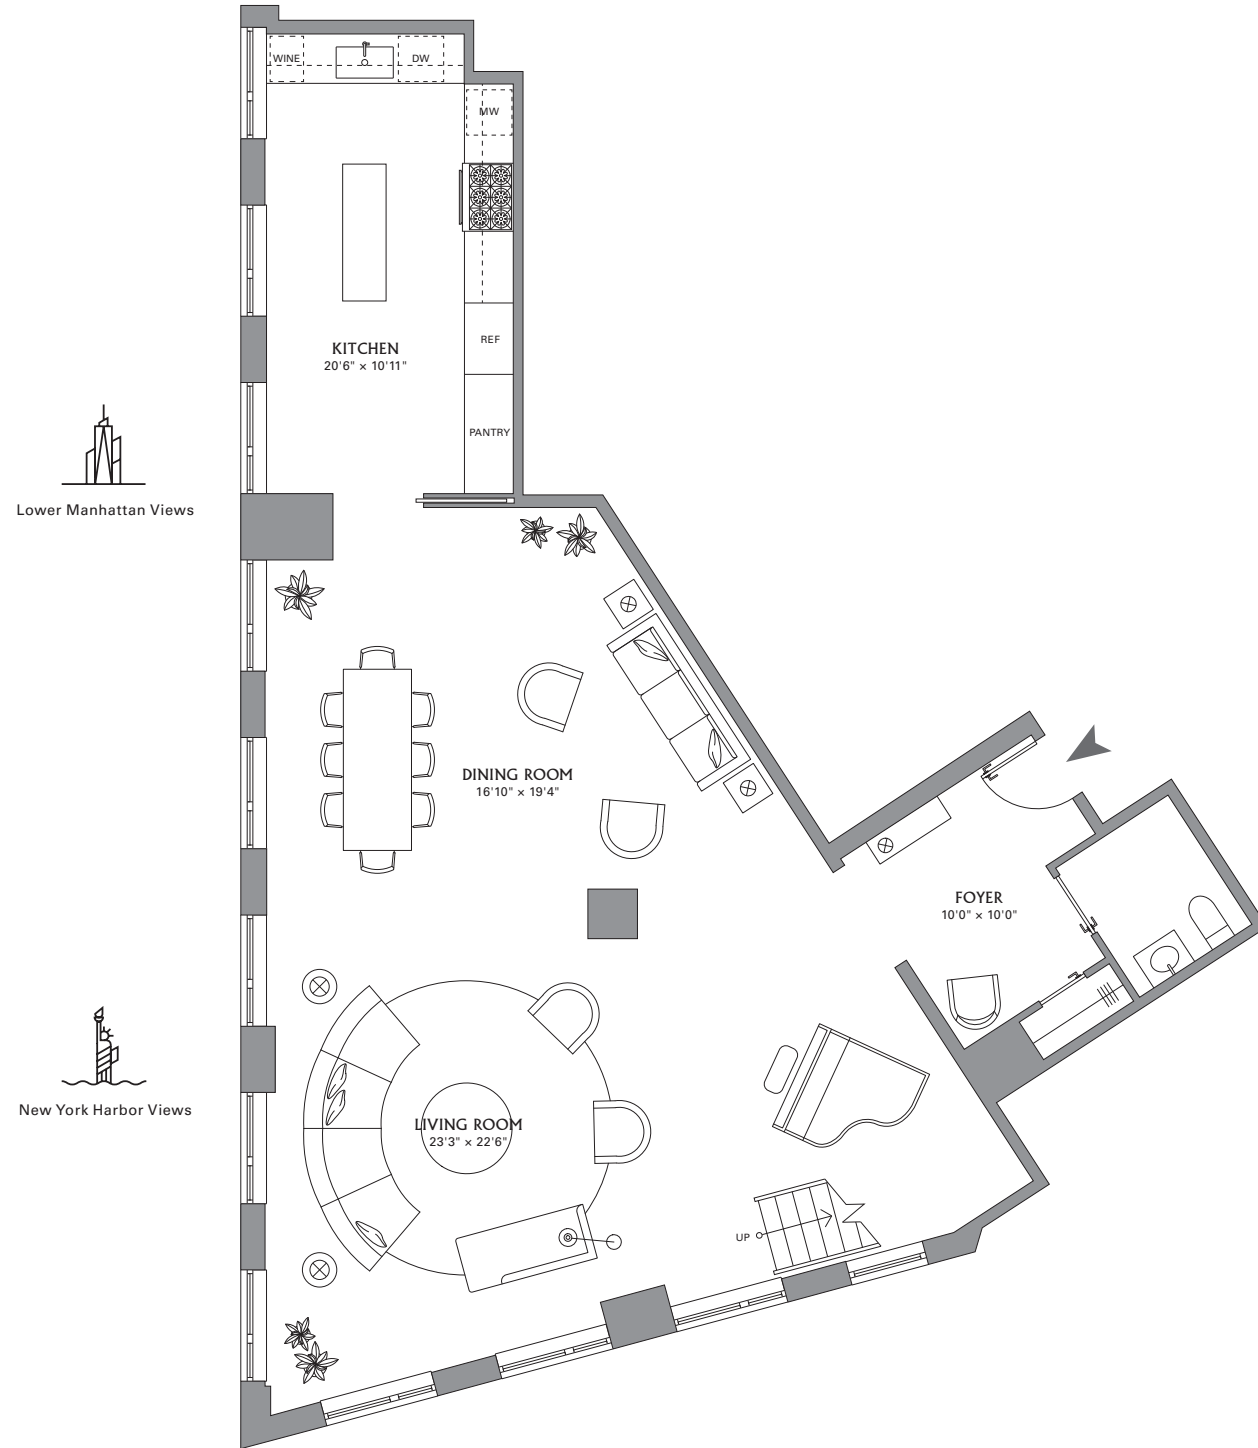 WINE
DW
MW
REF
KITCHEN
20'6" × 10'11"
PANTRY
Lower Manhattan Views
DINING ROOM
16'10" × 19'4"
FOYER
10'0" × 10'0"
New York Harbor Views
LIVING ROOM
23'3" × 22'6"
UP